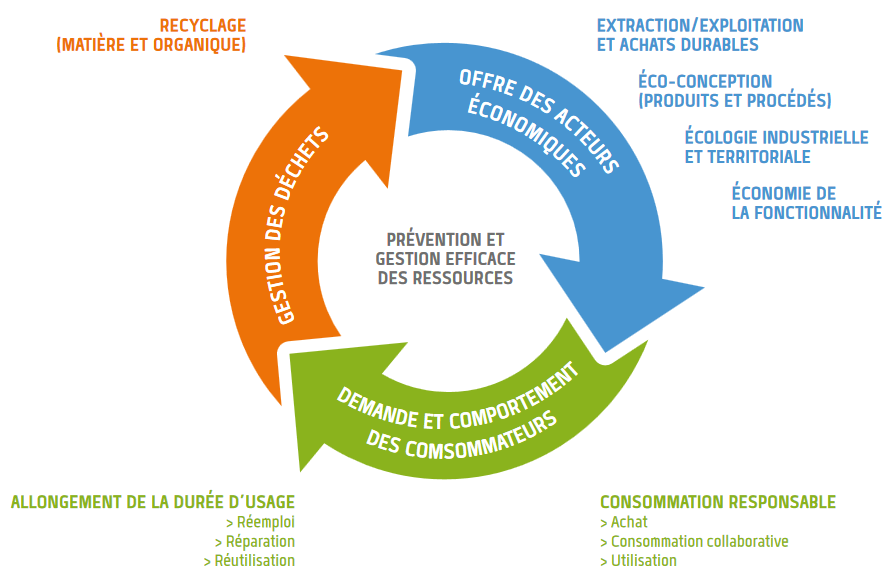 RECYCLAGE
(MATIÈRE ET ORGANIQUE)
EXTRACTION/EXPLOITATION
ET ACHATS DURABLES
ÉCO-CONCEPTION
(PRODUITS ET PROCÉDÉS)
ÉCOLOGIE INDUSTRIELLE
ET TERRITORIALE
ÉCONOMIE DE
LA FONCTIONNALITÉ
OFFRE DES ACTEURS
ÉCONOMIQUES
GESTION DES DÉCHETS
PRÉVENTION ET
GESTION EFFICACE
DES RESSOURCES
DEMANDE ET COMPORTEMENT
DES COMSOMMATEURS
ALLONGEMENT DE LA DURÉE D'USAGE
> Réemploi
> Réparation
> Réutilisation
CONSOMMATION RESPONSABLE
> Achat
> Consommation collaborative
> Utilisation